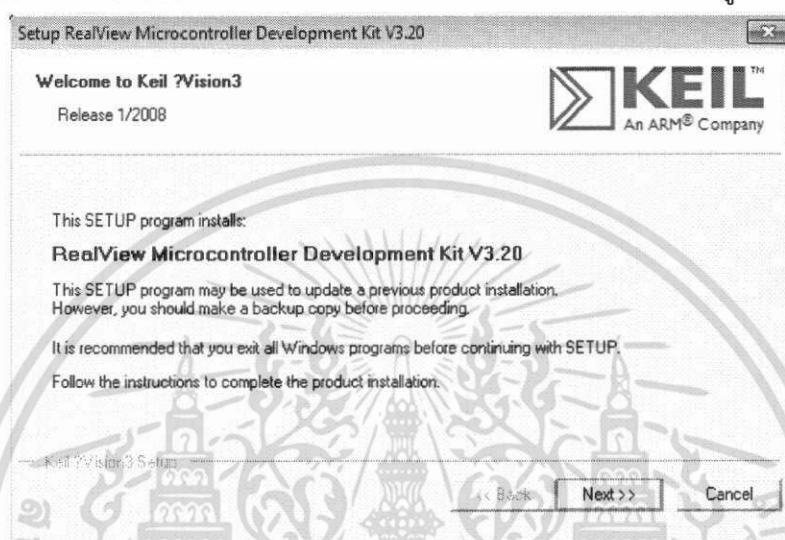 Setup RealView Microcontroller Development Kit V3.20
Welcome to Keil ?Vision3
Release 1/2008
KEIL™
An ARM® Company
This SETUP program installs:
RealView Microcontroller Development Kit V3.20
This SETUP program may be used to update a previous product installation.
However, you should make a backup copy before proceeding.
It is recommended that you exit all Windows programs before continuing with SETUP.
Follow the instructions to complete the product installation.
Keil ?Vision3 Setup
<< Back Next >> Cancel